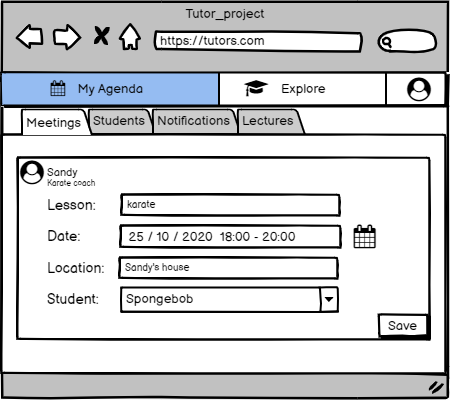 Tutor_project
https://tutors.com
My Agenda
Explore
Meetings
Students
Notifications
Lectures
Sandy
Karate coach
Lesson: karate
Date: 25 / 10 / 2020 18:00 - 20:00
Location: Sandy's house
Student: Spongebob
Save